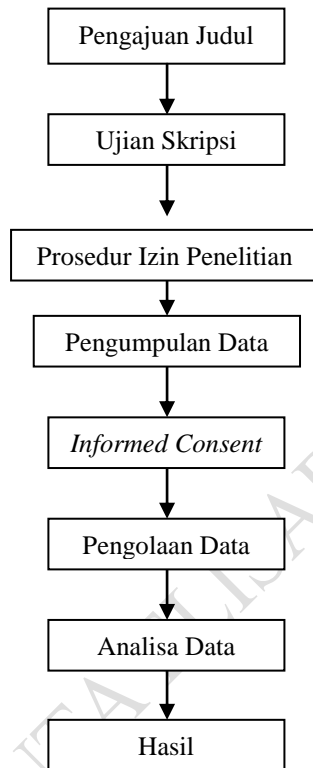 Pengajuan Judul
Ujian Skripsi
Prosedur Izin Penelitian
Pengumpulan Data
Informed Consent
Pengolaan Data
Analisa Data
Hasil